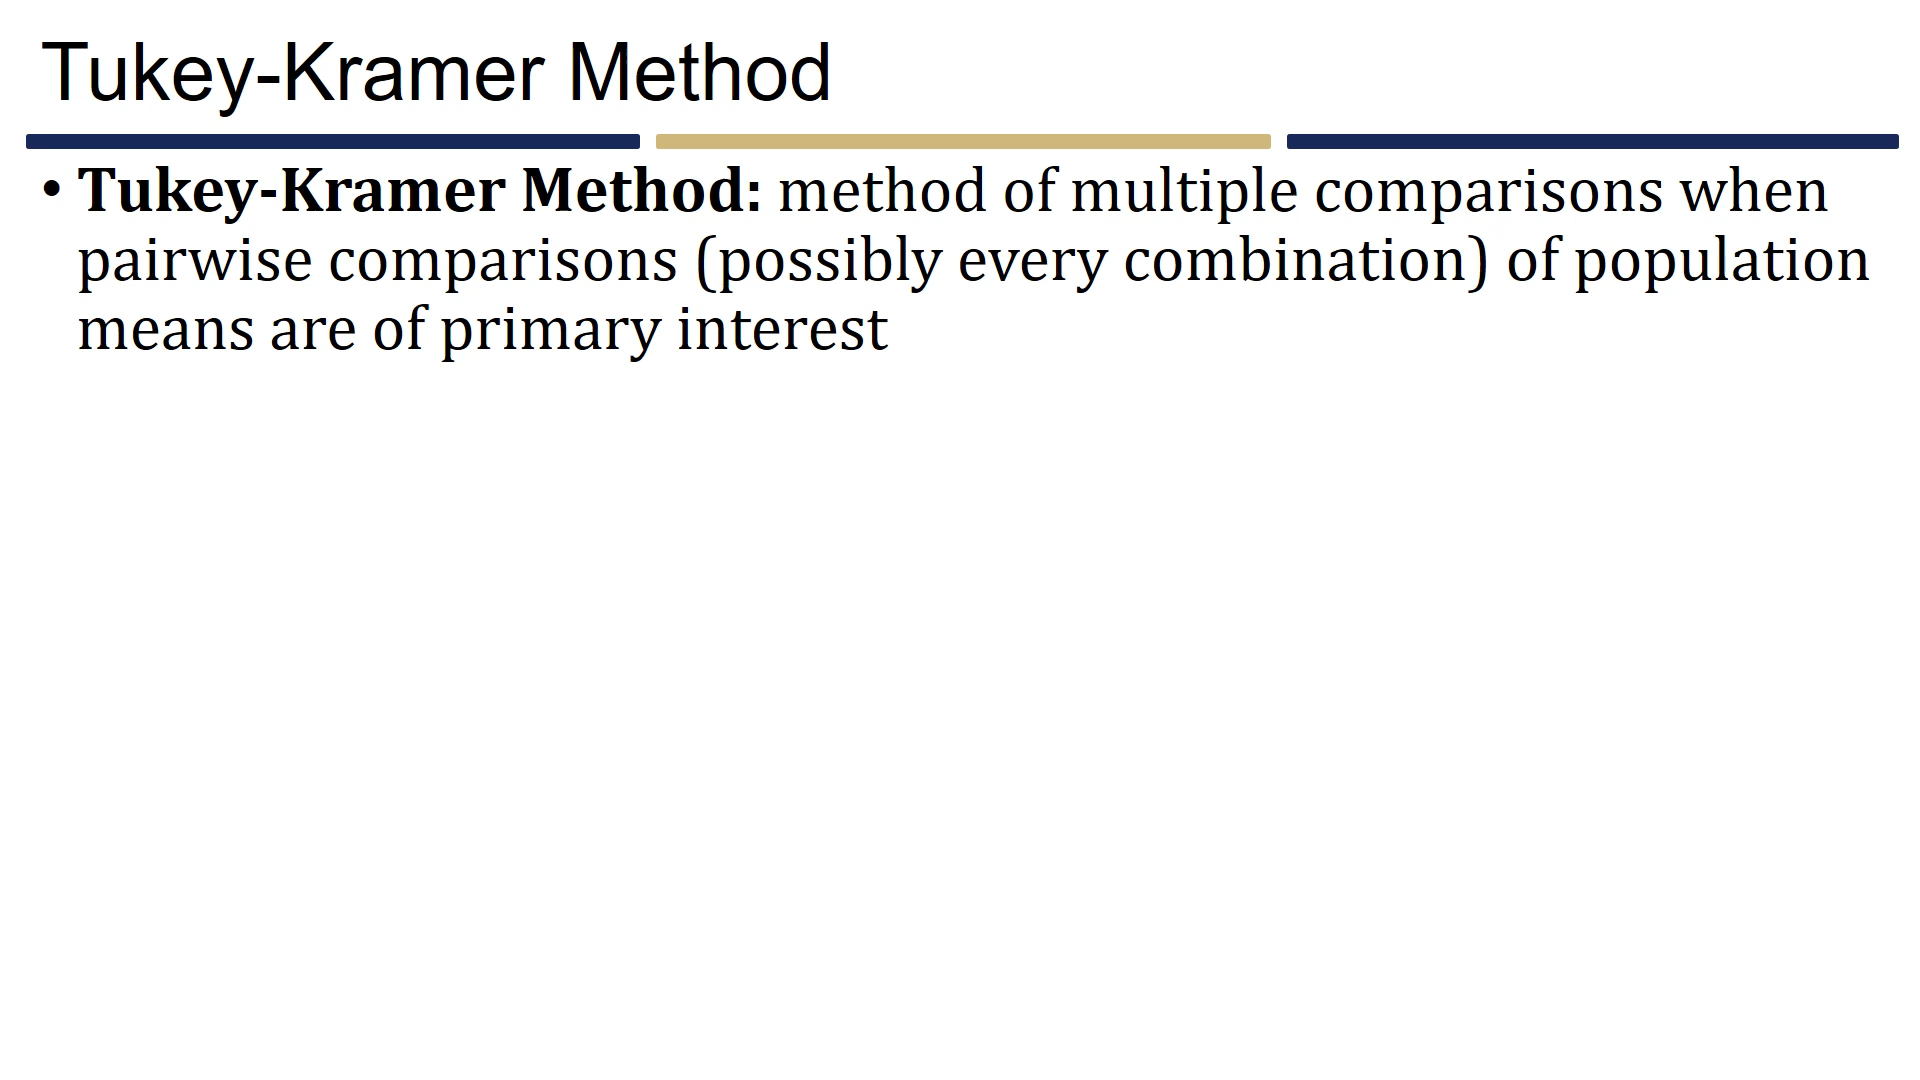 Tukey-Kramer Method
• Tukey-Kramer Method: method of multiple comparisons when
pairwise comparisons (possibly every combination) of population
means are of primary interest